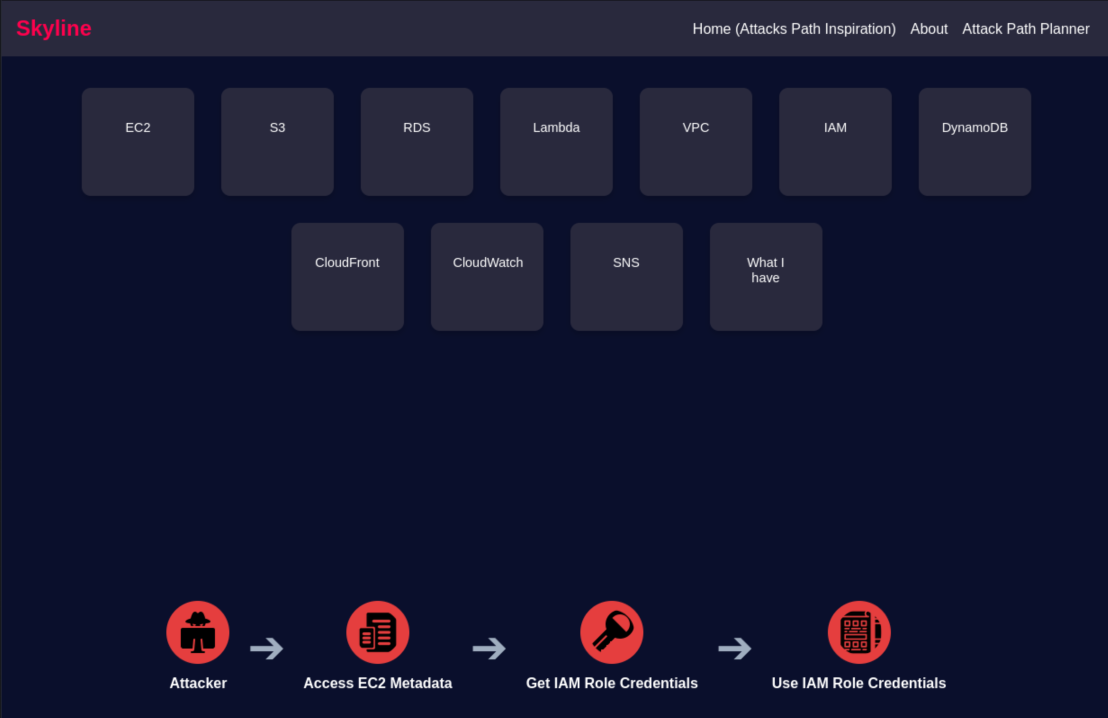 Skyline
Home (Attacks Path Inspiration) About Attack Path Planner
EC2
S3
RDS
Lambda
VPC
IAM
DynamoDB
CloudFront
CloudWatch
SNS
What I
have
Attacker
Access EC2 Metadata
Get IAM Role Credentials
Use IAM Role Credentials